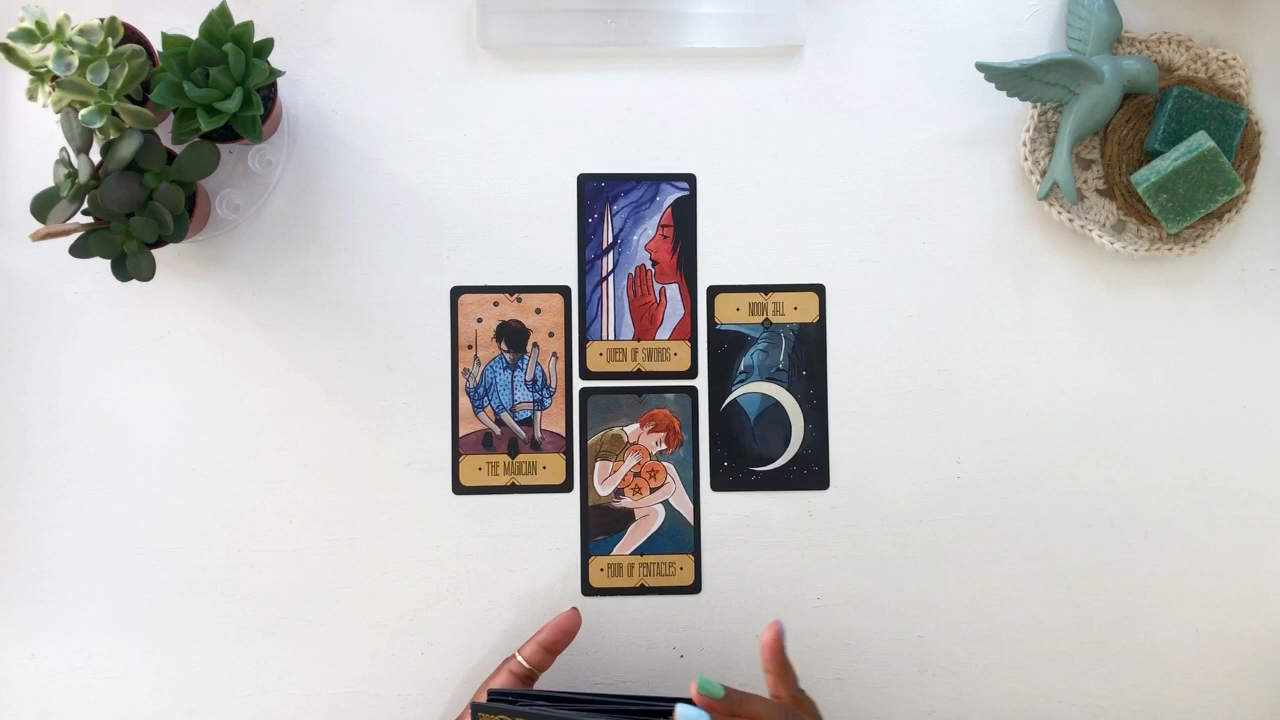 QUEEN OF SWORDS
THE MAGICIAN
THE MOON
FOUR OF PENTACLES